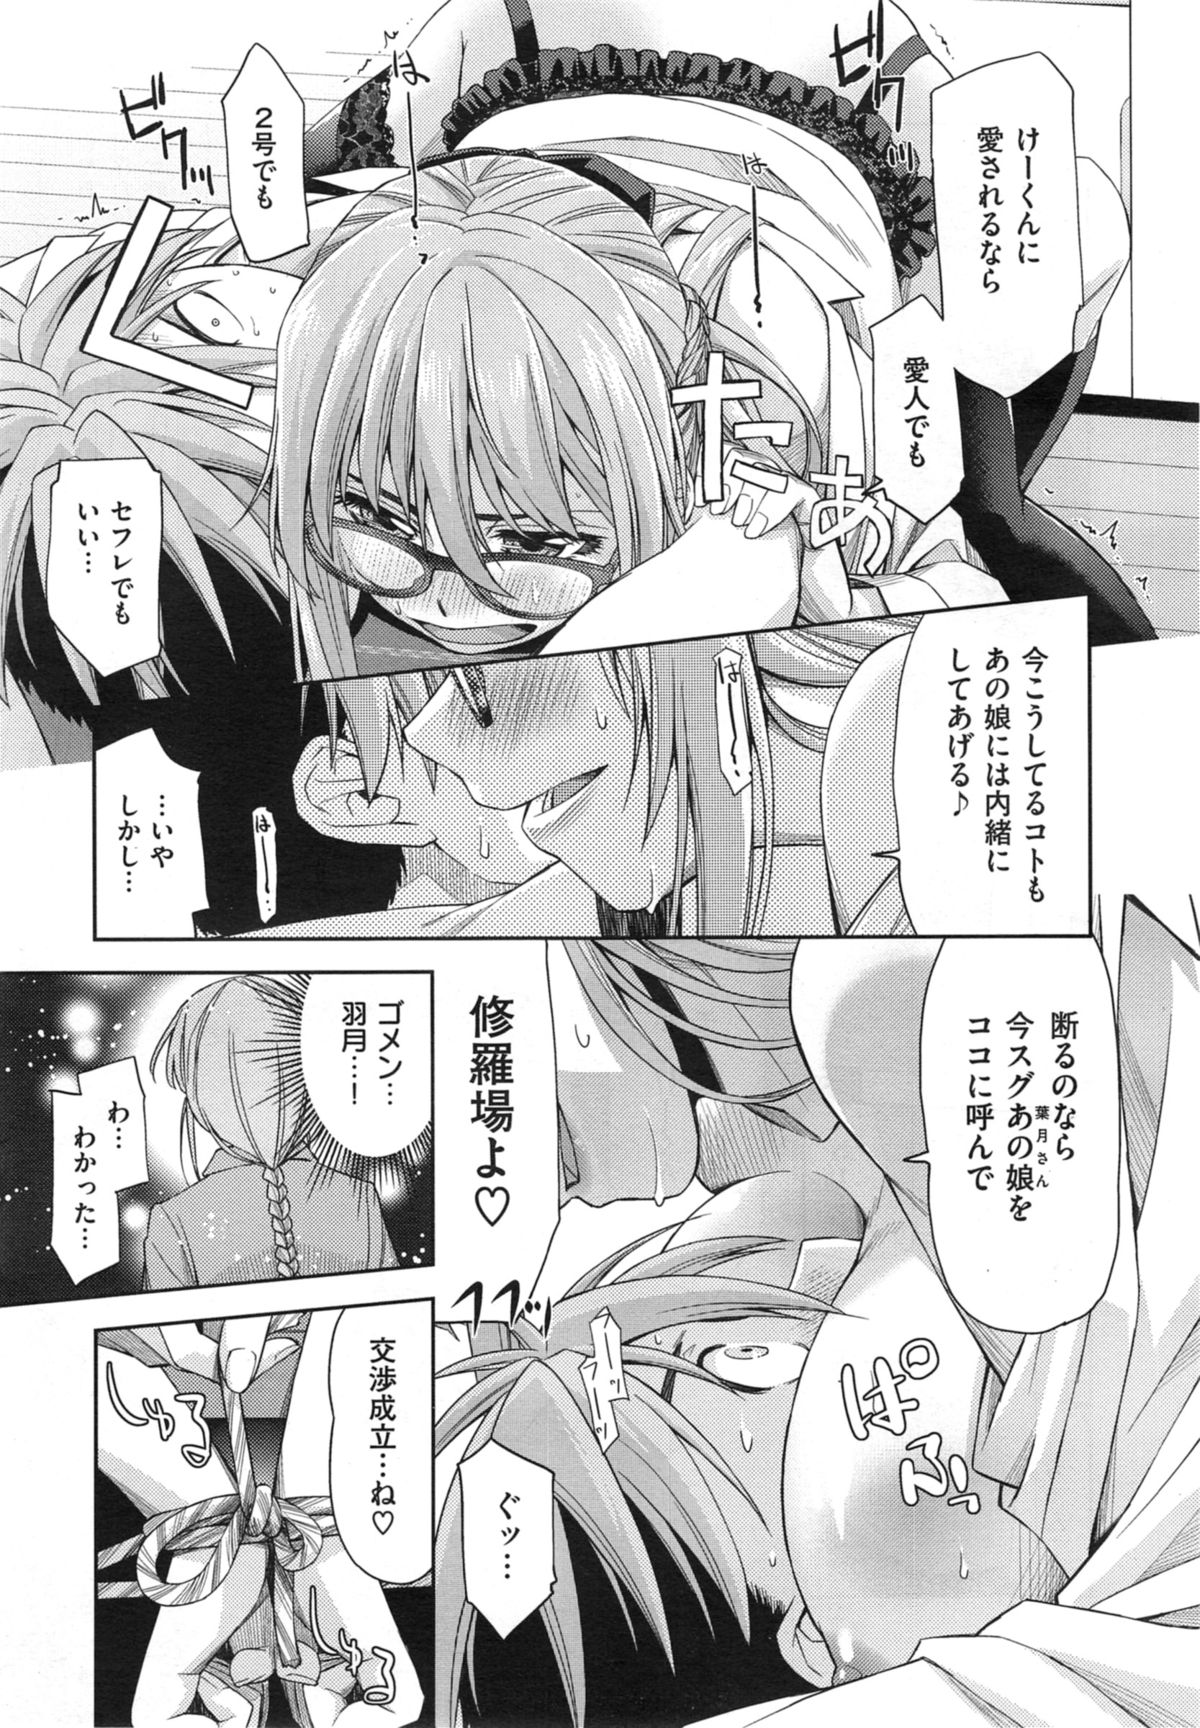 けーくんに
愛されるなら
愛人でも
2号でも
セフレでも
いい…
ビクッ
ビクッ
は
は
今こうしてるコトも
あの娘には内緒に
してあげる♪
…いや
しかし…
断るのなら
今スグあの娘を
葉月さん
ココに呼んで
修羅場よ♡
ぱふっ
ぐッ…
ゴメン…
羽月…！
わ…
わかった…
交渉成立…ね♡
しゅる
しゅる